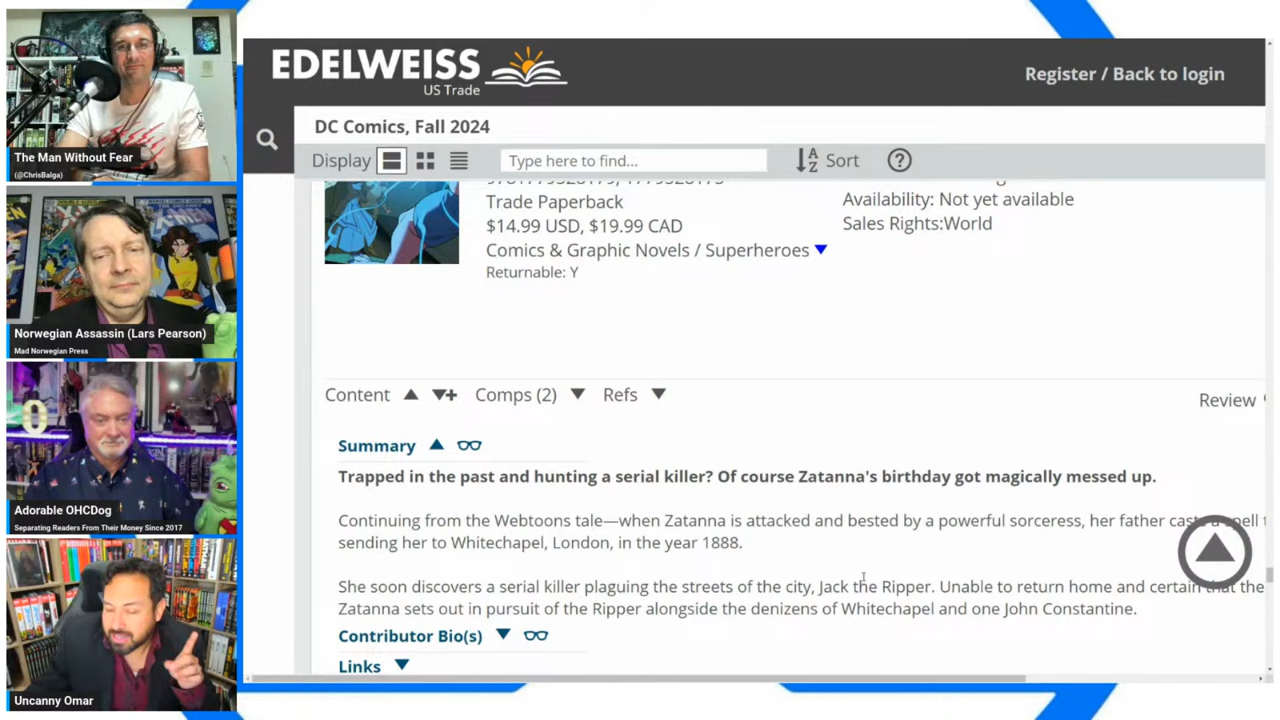 The Man Without Fear
(@ChrisBalga)
Norwegian Assassin (Lars Pearson)
Mad Norwegian Press
Adorable OHCDog
Separating Readers From Their Money Since 2017
Uncanny Omar
EDELWEISS
US Trade
Register / Back to login
DC Comics, Fall 2024
Display
Type here to find...
A
Z
Sort
?
Trade Paperback
$14.99 USD, $19.99 CAD
Comics & Graphic Novels / Superheroes
Returnable: Y
Availability: Not yet available
Sales Rights:World
Content
Comps (2)
Refs
Review
Summary
Trapped in the past and hunting a serial killer? Of course Zatanna's birthday got magically messed up.
Continuing from the Webtoons tale—when Zatanna is attacked and bested by a powerful sorceress, her father casts a spell
sending her to Whitechapel, London, in the year 1888.
She soon discovers a serial killer plaguing the streets of the city, Jack the Ripper. Unable to return home and certain that the
Zatanna sets out in pursuit of the Ripper alongside the denizens of Whitechapel and one John Constantine.
Contributor Bio(s)
Links